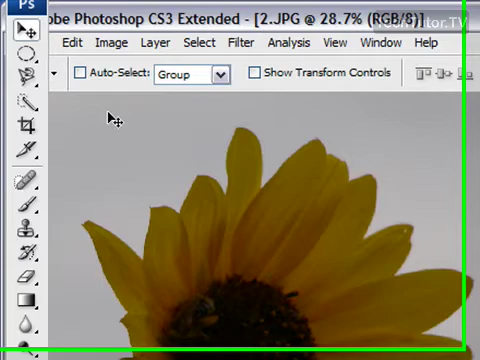 Ps
obe Photoshop CS3 Extended - [2.JPG @ 28.7% (RGB/8)]
Edit Image Layer Select Filter Analysis View Window Help
Auto-Select: Group Show Transform Controls